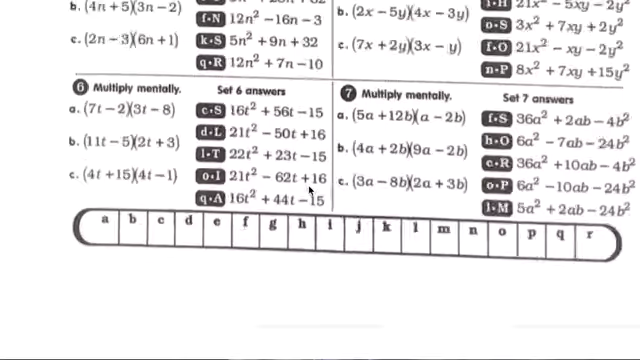 b. (4n + 5)(3n − 2)
f•N 12n² − 16n − 3
c. (2n − 3)(6n + 1)
k•S 5n² + 9n + 32
q•R 12n² + 7n − 10
b. (2x − 5y)(4x − 3y)
o•S 3x² + 7xy + 2y²
c. (7x + 2y)(3x − y)
f•O 21x² − xy − 2y²
n•P 8x² + 7xy + 15y²
6 Multiply mentally. Set 6 answers
a. (7t − 2)(3t − 8)
c•S 16t² + 56t − 15
d•L 21t² − 50t + 16
b. (11t − 5)(2t + 3)
l•T 22t² + 23t − 15
c. (4t + 15)(4t − 1)
o•I 21t² − 62t + 16
q•A 16t² + 44t − 15
7 Multiply mentally. Set 7 answers
a. (5a + 12b)(a − 2b)
f•S 36a² + 2ab − 4b²
h•O 6a² − 7ab − 24b²
b. (4a + 2b)(9a − 2b)
c•R 36a² + 10ab − 4b²
c. (3a − 8b)(2a + 3b)
o•P 6a² − 10ab − 24b²
l•M 5a² + 2ab − 24b²
a b c d e f g h i j k l m n o p q r